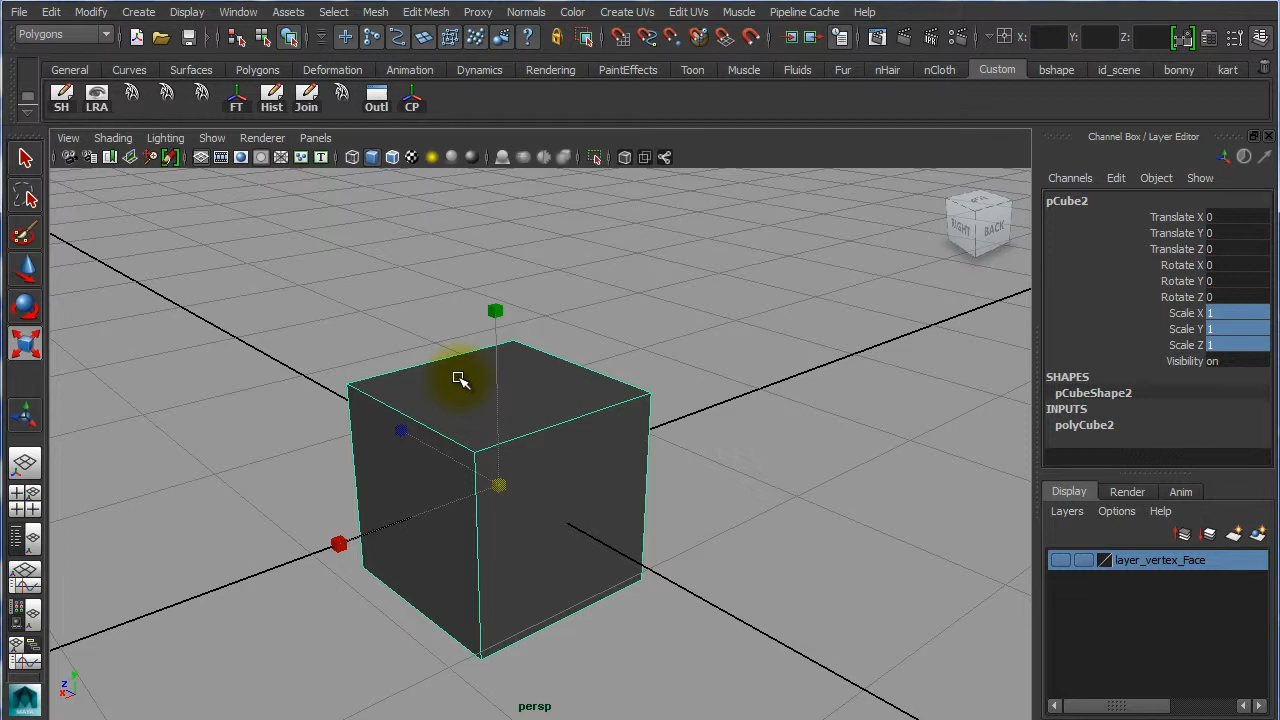 File Edit Modify Create Display Window Assets Select Mesh Edit Mesh Proxy Normals Color Create UVs Edit UVs Muscle Pipeline Cache Help
Polygons X: Y: Z:
General Curves Surfaces Polygons Deformation Animation Dynamics Rendering PaintEffects Toon Muscle Fluids Fur nHair nCloth Custom bshape id_scene bonny kart
SH LRA FT Hist Join Outl CP
View Shading Lighting Show Renderer Panels
Channel Box / Layer Editor
Channels Edit Object Show
pCube2
Translate X 0
Translate Y 0
Translate Z 0
Rotate X 0
Rotate Y 0
Rotate Z 0
Scale X 1
Scale Y 1
Scale Z 1
Visibility on
SHAPES
pCubeShape2
INPUTS
polyCube2
RIGHT BACK
Display Render Anim
Layers Options Help
layer_vertex_Face
z y x
persp